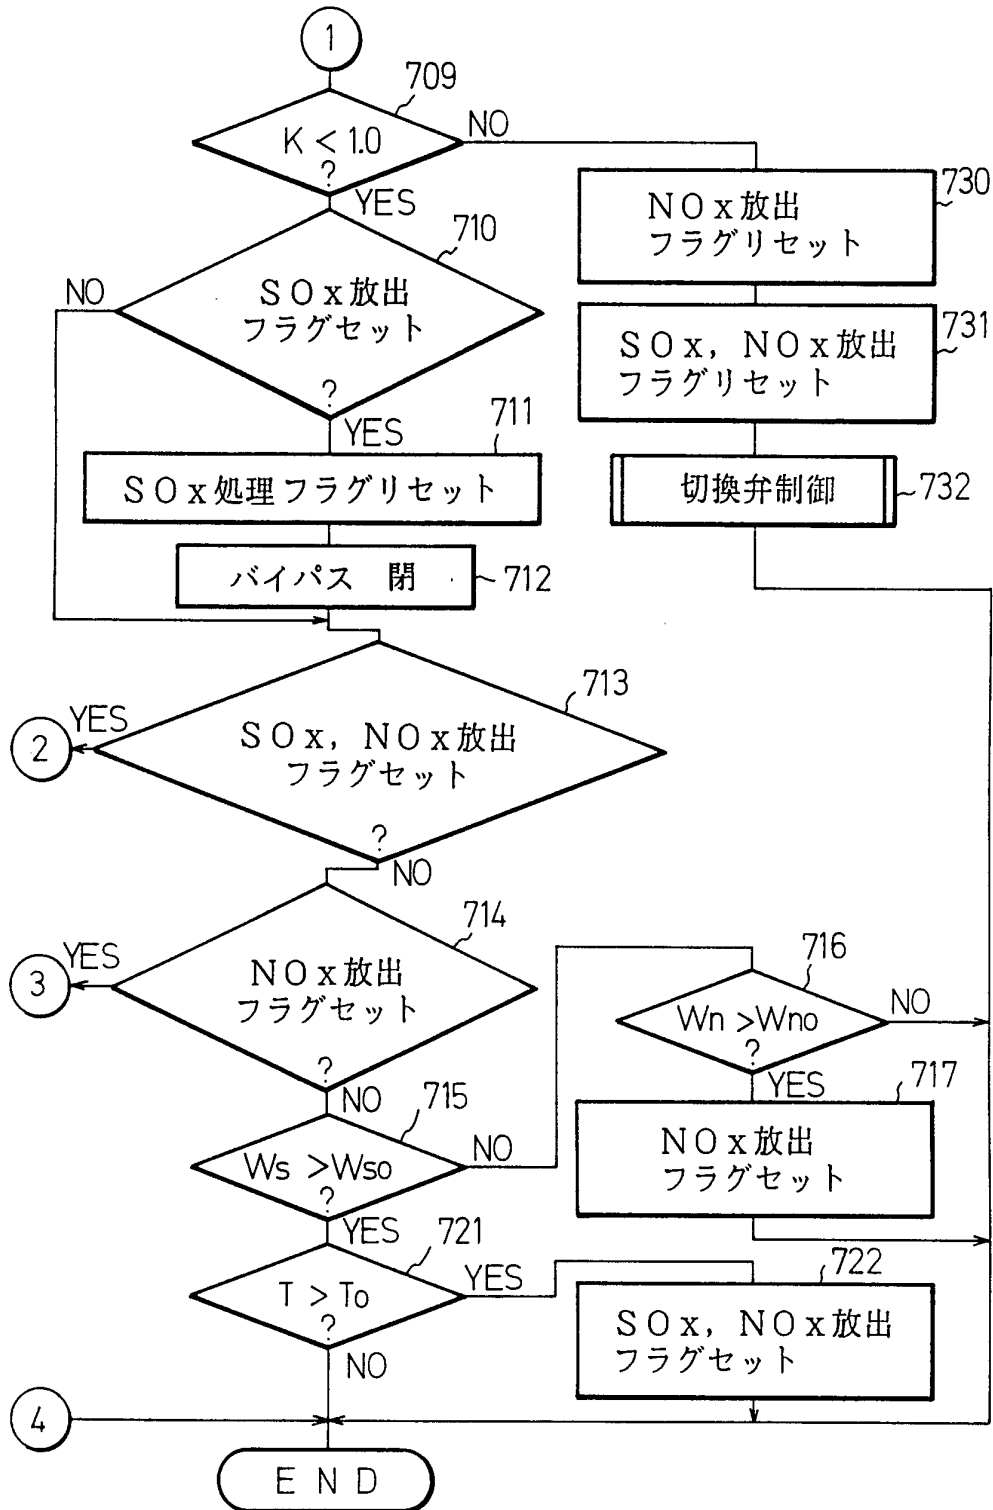 1
709
K < 1.0
?
NO
YES
730
NOx放出
フラグリセット
710
NO
SOx放出
フラグセット
?
YES
731
SOx, NOx放出
フラグリセット
711
SOx処理フラグリセット
切換弁制御
732
バイパス 閉
712
713
YES
2
SOx, NOx放出
フラグセット
?
NO
714
YES
3
NOx放出
フラグセット
?
NO
716
Wn >Wno
?
NO
YES
715
Ws >Wso
?
NO
YES
717
NOx放出
フラグセット
721
T > To
?
YES
NO
722
SOx, NOx放出
フラグセット
4
END